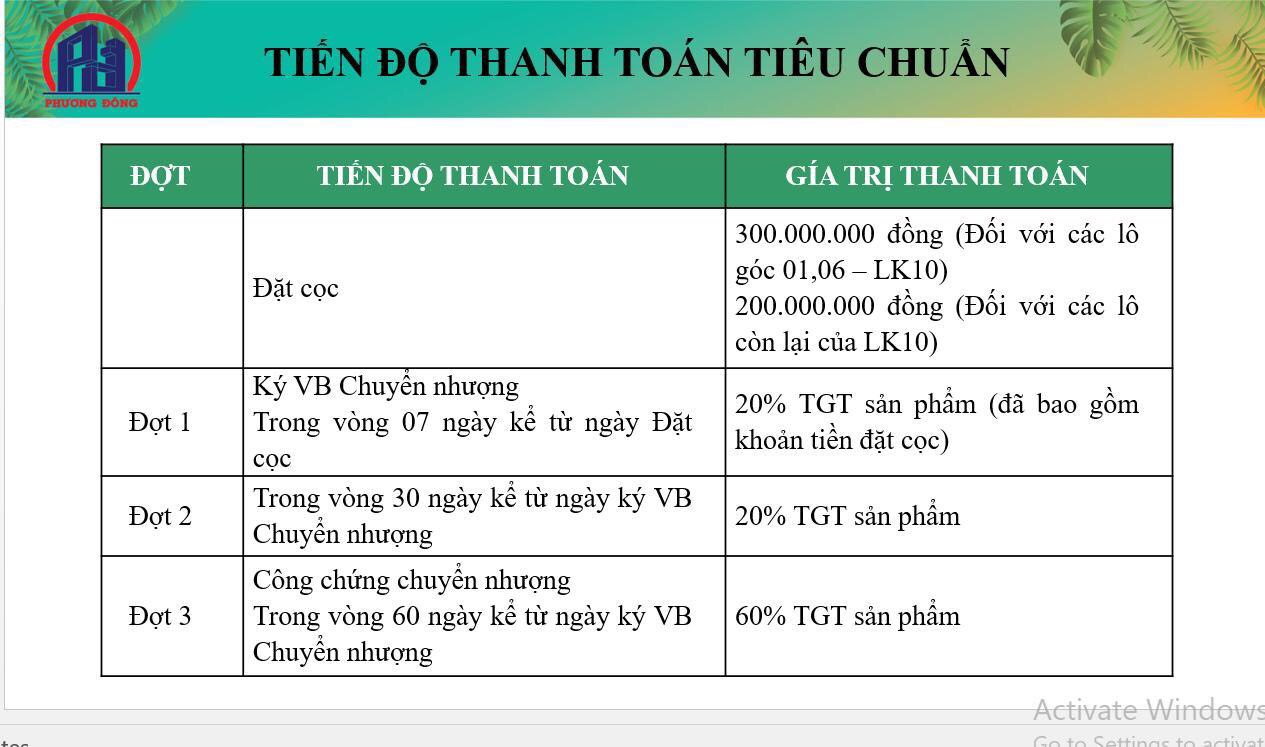 PHƯƠNG ĐÔNG
TIẾN ĐỘ THANH TOÁN TIÊU CHUẨN
ĐỢT
TIẾN ĐỘ THANH TOÁN
GÍA TRỊ THANH TOÁN
Đặt cọc
300.000.000 đồng (Đối với các lô
góc 01,06 – LK10)
200.000.000 đồng (Đối với các lô
còn lại của LK10)
Đợt 1
Ký VB Chuyển nhượng
Trong vòng 07 ngày kể từ ngày Đặt
cọc
20% TGT sản phẩm (đã bao gồm
khoản tiền đặt cọc)
Đợt 2
Trong vòng 30 ngày kể từ ngày ký VB
Chuyển nhượng
20% TGT sản phẩm
Đợt 3
Công chứng chuyển nhượng
Trong vòng 60 ngày kể từ ngày ký VB
Chuyển nhượng
60% TGT sản phẩm
Activate Windows
Go to Settings to activat